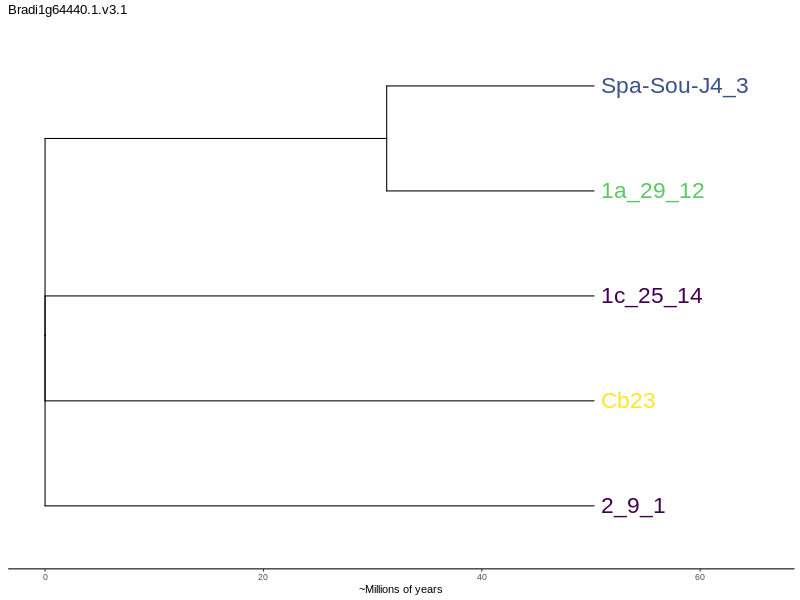 Bradi1g64440.1.v3.1
Spa-Sou-J4_3
1a_29_12
1c_25_14
Cb23
2_9_1
0 20 40 60
~Millions of years